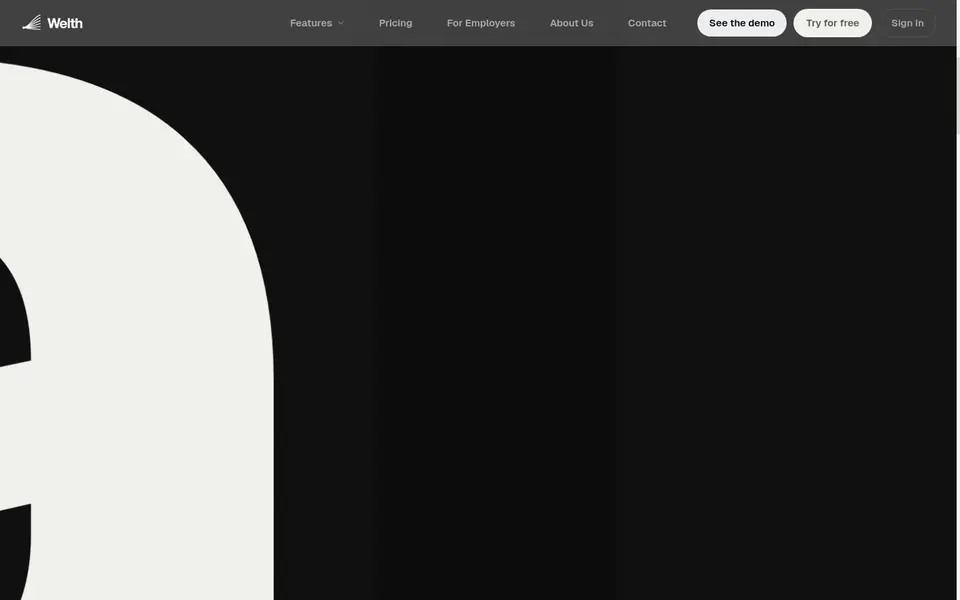 Welth
Features
Pricing
For Employers
About Us
Contact
See the demo
Try for free
Sign In